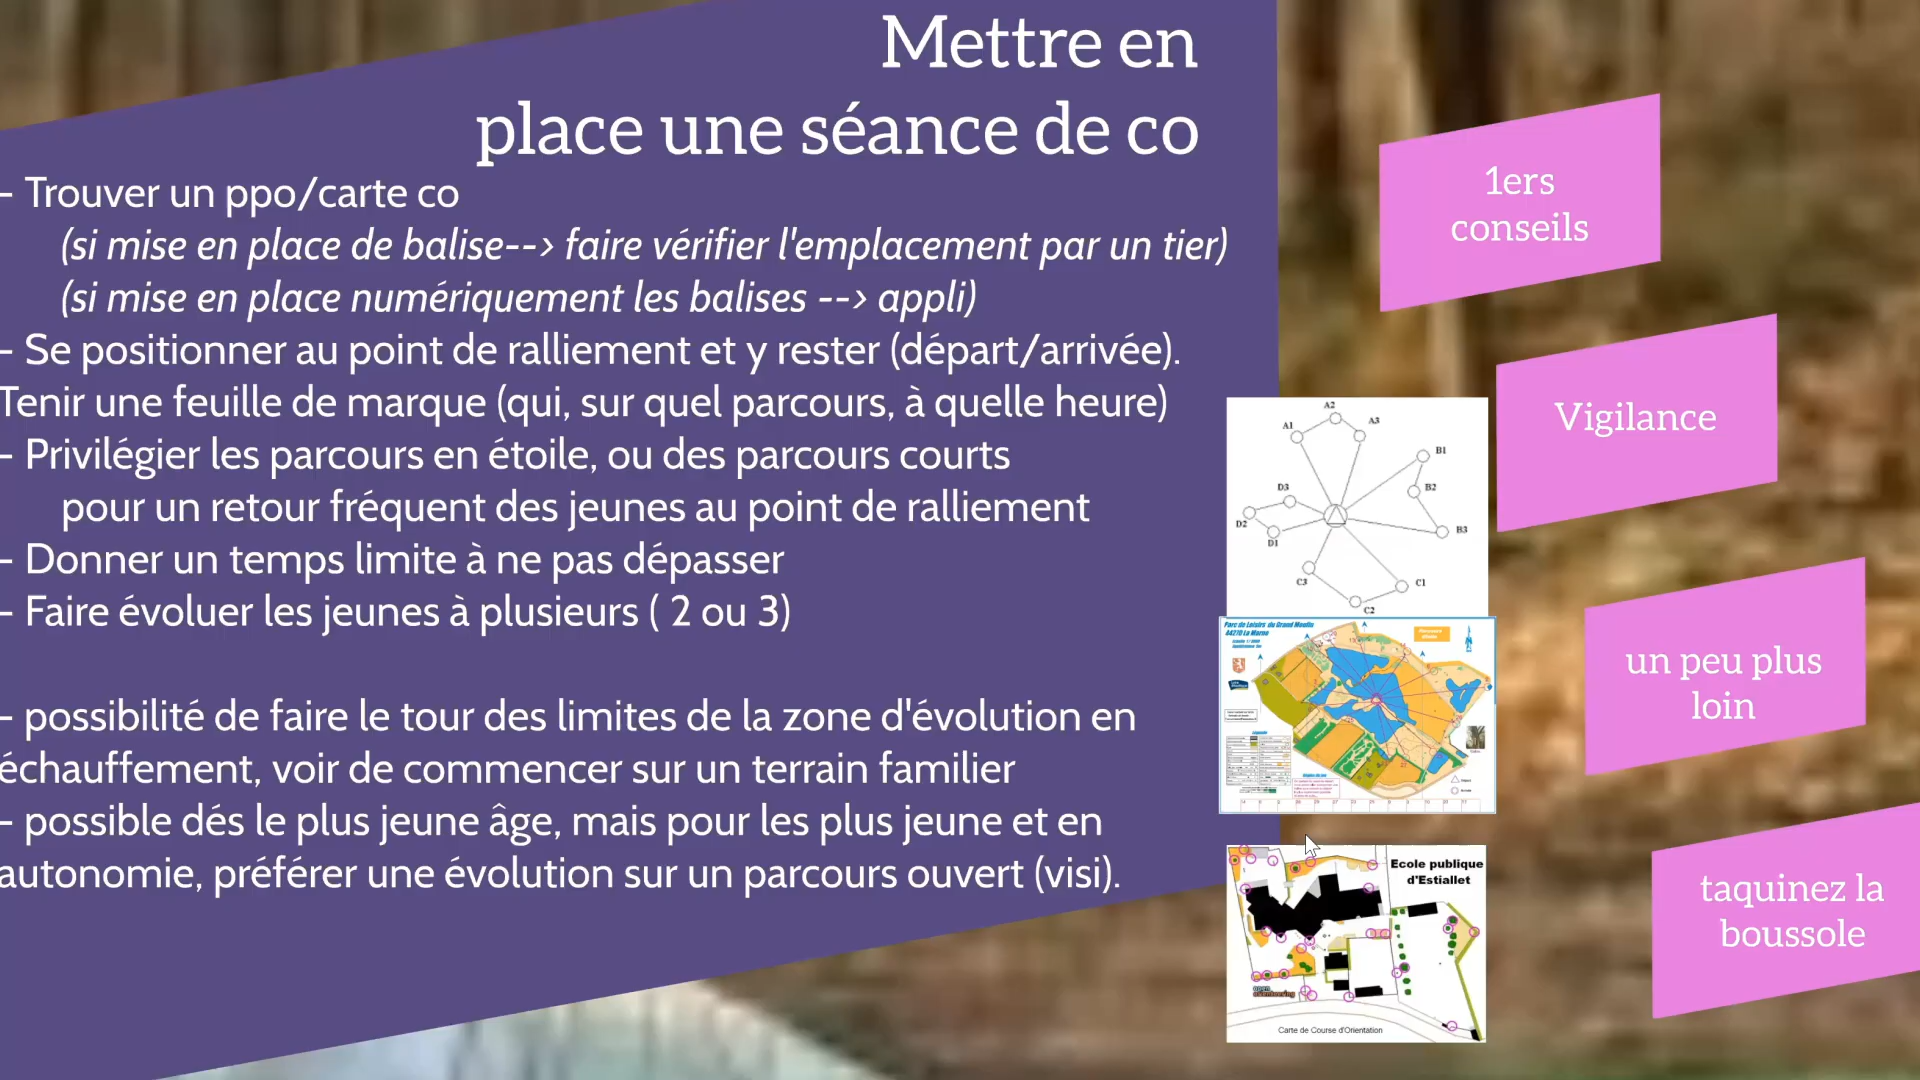 Mettre en
place une séance de co
- Trouver un ppo/carte co
(si mise en place de balise--> faire vérifier l'emplacement par un tier)
(si mise en place numériquement les balises --> appli)
- Se positionner au point de ralliement et y rester (départ/arrivée).
Tenir une feuille de marque (qui, sur quel parcours, à quelle heure)
- Privilégier les parcours en étoile, ou des parcours courts
pour un retour fréquent des jeunes au point de ralliement
- Donner un temps limite à ne pas dépasser
- Faire évoluer les jeunes à plusieurs ( 2 ou 3)
- possibilité de faire le tour des limites de la zone d'évolution en
échauffement, voir de commencer sur un terrain familier
- possible dés le plus jeune âge, mais pour les plus jeune et en
autonomie, préférer une évolution sur un parcours ouvert (visi).
1ers
conseils
Vigilance
un peu plus
loin
taquinez la
boussole
A2
A1
A3
B1
B2
B3
D3
D2
D1
C3
C1
C2
Parc de Loisirs du Grand Moulin
Ecole publique
d'Estiallet
Carte de Course d'Orientation